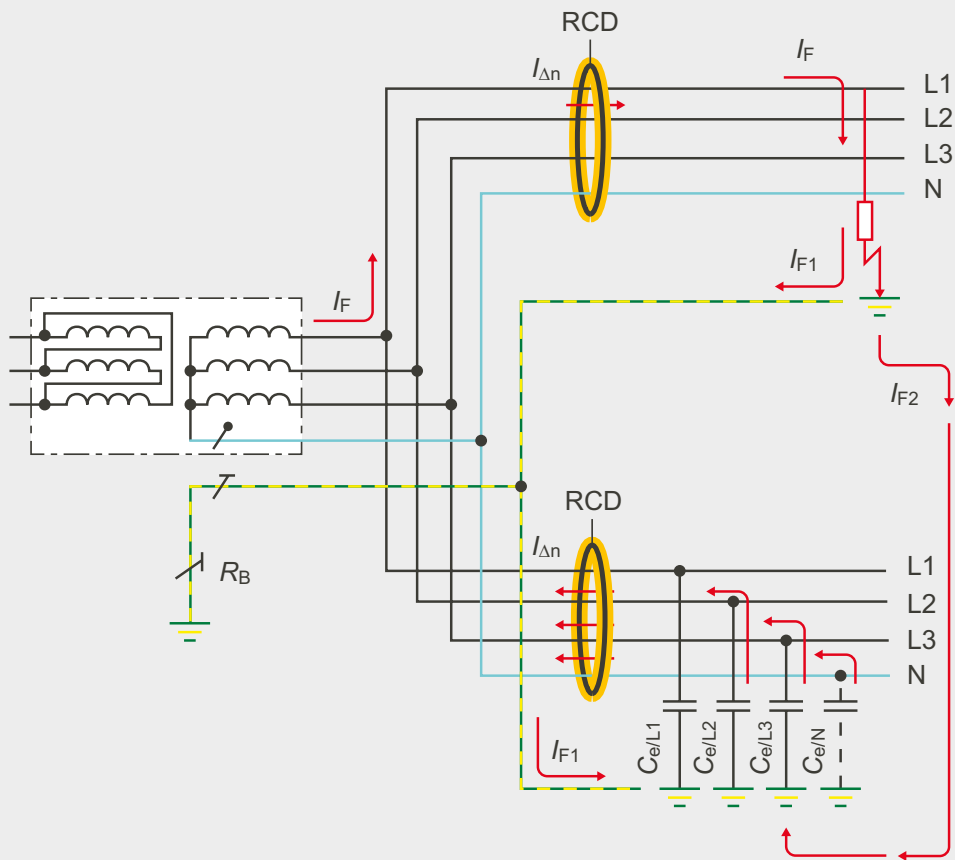 RCD
IΔn
IF
L1
L2
L3
N
IF1
IF
IF2
RB
RCD
IΔn
L1
L2
L3
N
IF1
Ce/L1
Ce/L2
Ce/L3
Ce/N